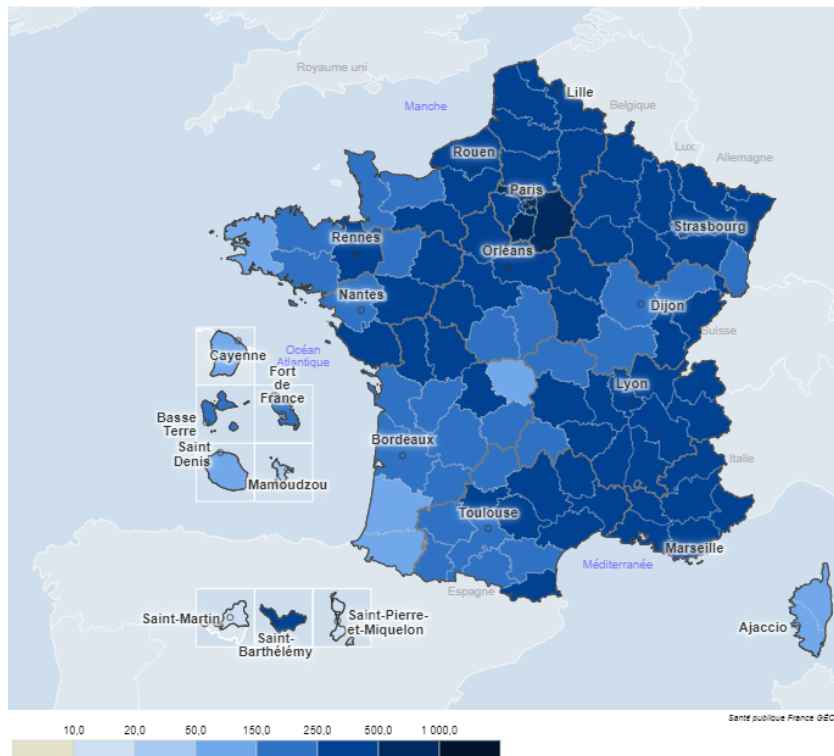 Royaume uni
Lille
Manche
Belgique
Rouen
Lux.
Allemagne
Paris
Strasbourg
Rennes
Orléans
Nantes
Dijon
Suisse
Océan
Atlantique
Cayenne
Fort
de
France
Lyon
Basse
Terre
Bordeaux
Saint
Denis
Italie
Mamoudzou
Toulouse
Marseille
Méditerranée
Espagne
Saint-Martin
Saint-Pierre-
et-Miquelon
Saint-
Barthélémy
Ajaccio
Santé publique France GÉO
10,0 20,0 50,0 150,0 250,0 500,0 1 000,0